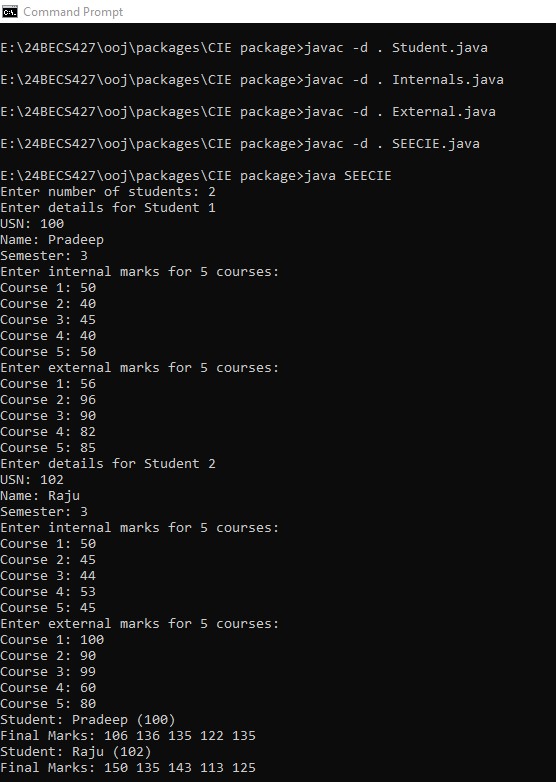 Command Prompt
E:\24BECS427\ooj\packages\CIE package>javac -d . Student.java
E:\24BECS427\ooj\packages\CIE package>javac -d . Internals.java
E:\24BECS427\ooj\packages\CIE package>javac -d . External.java
E:\24BECS427\ooj\packages\CIE package>javac -d . SEECIE.java
E:\24BECS427\ooj\packages\CIE package>java SEECIE
Enter number of students: 2
Enter details for Student 1
USN: 100
Name: Pradeep
Semester: 3
Enter internal marks for 5 courses:
Course 1: 50
Course 2: 40
Course 3: 45
Course 4: 40
Course 5: 50
Enter external marks for 5 courses:
Course 1: 56
Course 2: 96
Course 3: 90
Course 4: 82
Course 5: 85
Enter details for Student 2
USN: 102
Name: Raju
Semester: 3
Enter internal marks for 5 courses:
Course 1: 50
Course 2: 45
Course 3: 44
Course 4: 53
Course 5: 45
Enter external marks for 5 courses:
Course 1: 100
Course 2: 90
Course 3: 99
Course 4: 60
Course 5: 80
Student: Pradeep (100)
Final Marks: 106 136 135 122 135
Student: Raju (102)
Final Marks: 150 135 143 113 125